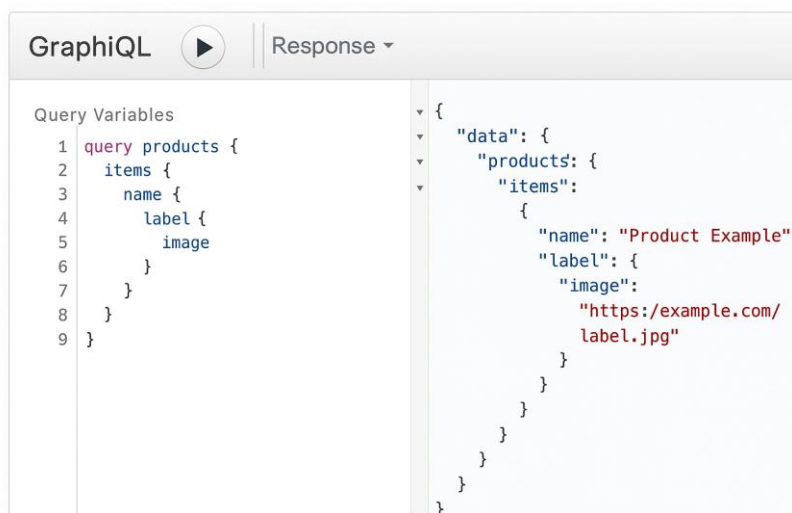 GraphiQL
Response
Query Variables
1 query products {
2 items {
3 name {
4 label {
5 image
6 }
7 }
8 }
9 }
{
"data": {
"products': {
"items":
{
"name": "Product Example"
"label": {
"image":
"https:/example.com/
label.jpg"
}
}
}
}
}
}
}